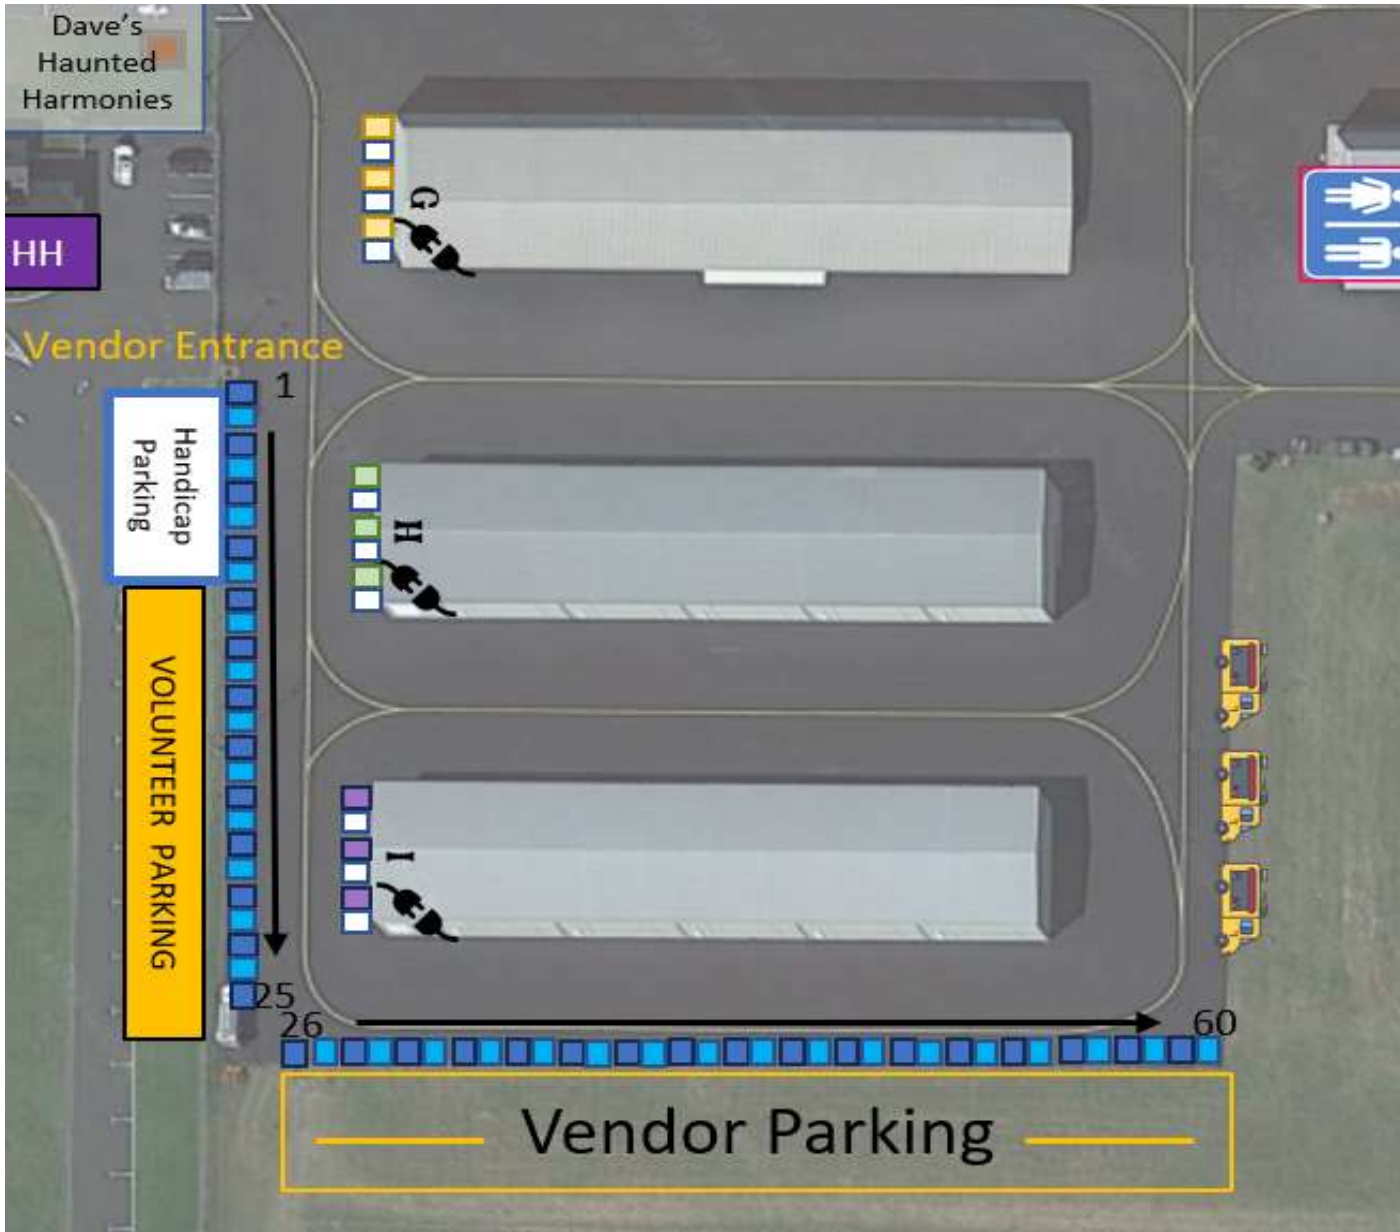 Dave's
Haunted
Harmonies
G
HH
Vendor Entrance
1
Handicap
Parking
H
VOLUNTEER PARKING
I
25
26
60
Vendor Parking